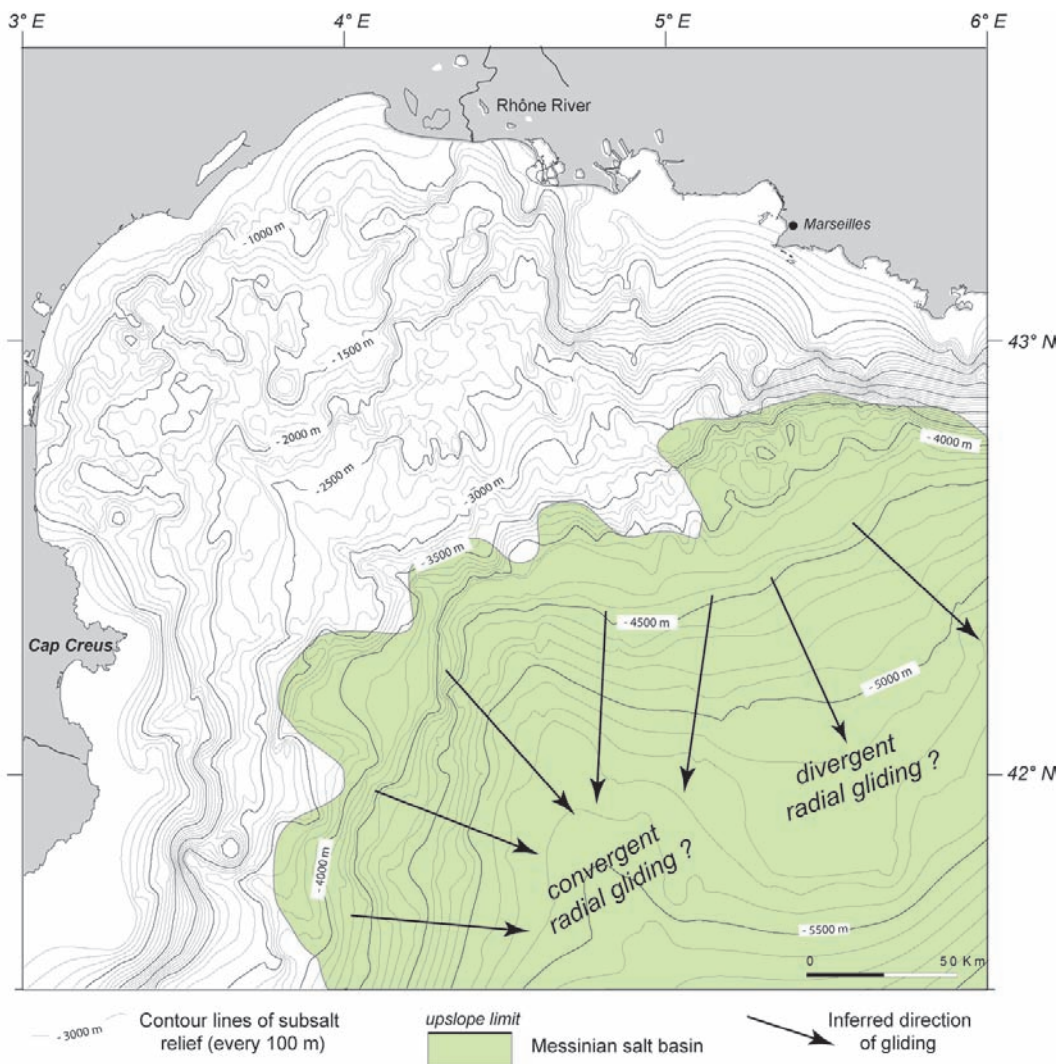 3° E
4° E
5° E
6° E
Rhône River
Marseilles
- 1000 m
43° N
- 1500 m
- 2000 m
- 4000 m
- 2500 m
- 3000 m
- 3500 m
- 4500 m
Cap Creus
- 5000 m
divergent
radial gliding ?
42° N
convergent
radial gliding ?
- 4000 m
- 5500 m
0 50 Km
- 3000 m
Contour lines of subsalt
relief (every 100 m)
upslope limit
Messinian salt basin
Inferred direction
of gliding